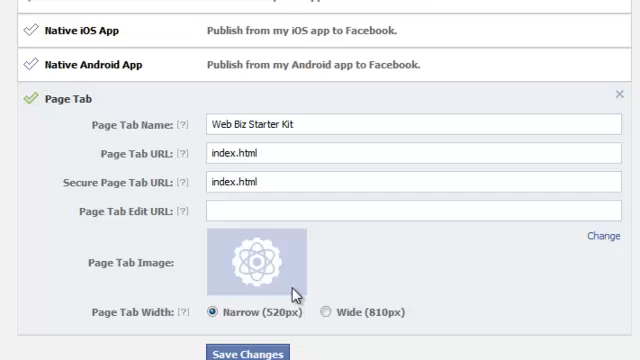 Native iOS App Publish from my iOS app to Facebook.
Native Android App Publish from my Android app to Facebook.
Page Tab
Page Tab Name: [?] Web Biz Starter Kit
Page Tab URL: [?] index.html
Secure Page Tab URL: [?] index.html
Page Tab Edit URL: [?]
Change
Page Tab Image:
Page Tab Width: [?] Narrow (520px) Wide (810px)
Save Changes